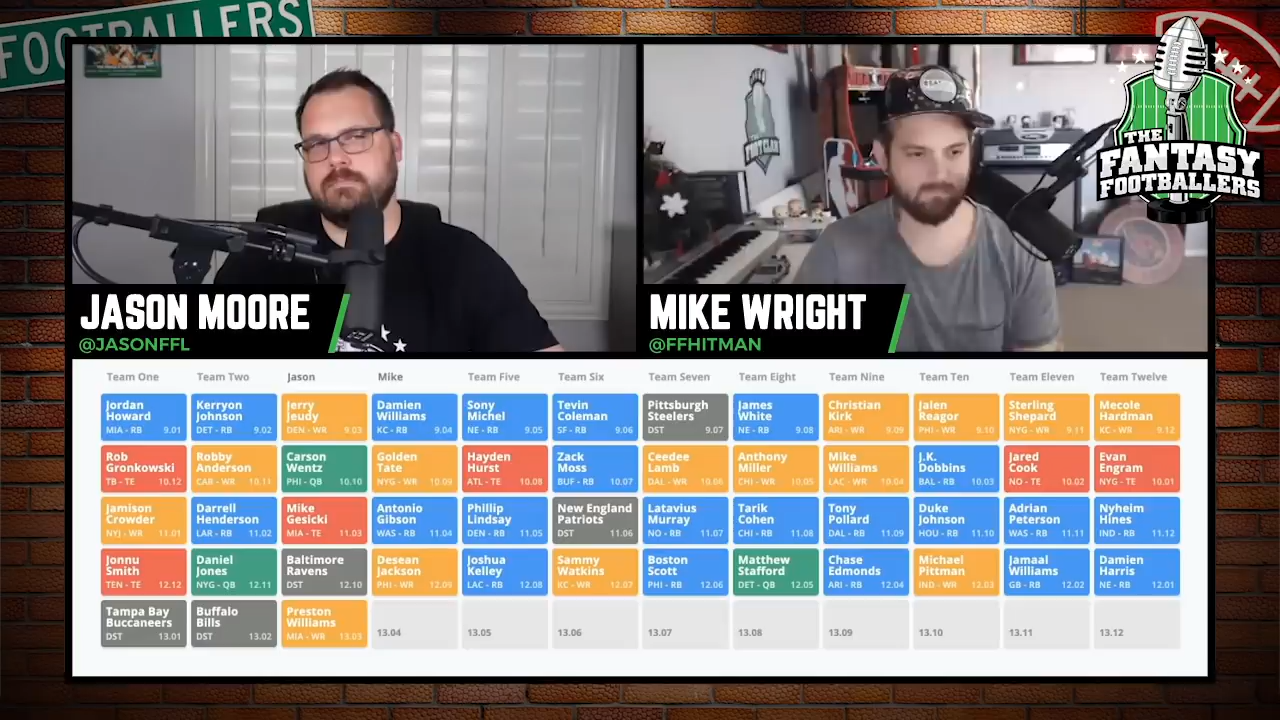 FOOTBALLERS
THE
FANTASY
FOOTBALLERS
JASON MOORE
@JASONFFL
MIKE WRIGHT
@FFHITMAN
Team One Team Two Jason Mike Team Five Team Six Team Seven Team Eight Team Nine Team Ten Team Eleven Team Twelve
Jordan Kerryon Jerry Damien Sony Tevin Pittsburgh James Christian Jalen Sterling Mecole
Howard Johnson Jeudy Williams Michel Coleman Steelers White Kirk Reagor Shepard Hardman
MIA - RB 9.01 DET - RB 9.02 DEN - WR 9.03 KC - RB 9.04 NE - RB 9.05 SF - RB 9.06 DST 9.07 NE - RB 9.08 ARI - WR 9.09 PHI - WR 9.10 NYG - WR 9.11 KC - WR 9.12
Rob Robby Carson Golden Hayden Zack Ceedee Anthony Mike J.K. Jared Evan
Gronkowski Anderson Wentz Tate Hurst Moss Lamb Miller Williams Dobbins Cook Engram
TB - TE 10.12 CAR - WR 10.11 PHI - QB 10.10 NYG - WR 10.09 ATL - TE 10.08 BUF - RB 10.07 DAL - WR 10.06 CHI - WR 10.05 LAC - WR 10.04 BAL - RB 10.03 NO - TE 10.02 NYG - TE 10.01
Jamison Darrell Mike Antonio Phillip New England Latavius Tarik Tony Duke Adrian Nyheim
Crowder Henderson Gesicki Gibson Lindsay Patriots Murray Cohen Pollard Johnson Peterson Hines
NYJ - WR 11.01 LAR - RB 11.02 MIA - TE 11.03 WAS - RB 11.04 DEN - RB 11.05 DST 11.06 NO - RB 11.07 CHI - RB 11.08 DAL - RB 11.09 HOU - RB 11.10 WAS - RB 11.11 IND - RB 11.12
Jonnu Daniel Baltimore Desean Joshua Sammy Boston Matthew Chase Michael Jamaal Damien
Smith Jones Ravens Jackson Kelley Watkins Scott Stafford Edmonds Pittman Williams Harris
TEN - TE 12.12 NYG - QB 12.11 DST 12.10 PHI - WR 12.09 LAC - RB 12.08 KC - WR 12.07 PHI - RB 12.06 DET - QB 12.05 ARI - RB 12.04 IND - WR 12.03 GB - RB 12.02 NE - RB 12.01
Tampa Bay Buffalo Preston
Buccaneers Bills Williams
DST 13.01 DST 13.02 MIA - WR 13.03 13.04 13.05 13.06 13.07 13.08 13.09 13.10 13.11 13.12